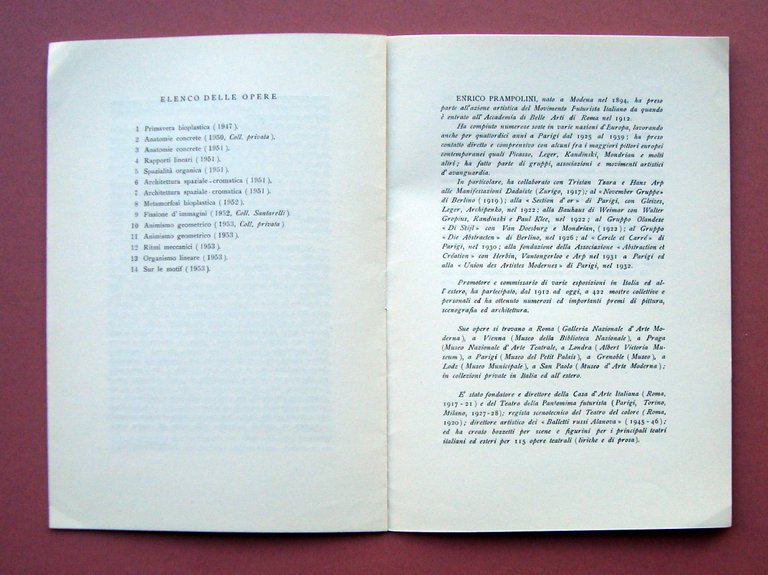 ELENCO DELLE OPERE
1 Primavera bioplastica (1947).
2 Anatomie concrete (1950, Coll. privata).
3 Anatomie concrete (1951).
4 Rapporti lineari (1951).
5 Spazialità organica (1951).
6 Architettura spaziale-cromatica (1951).
7 Architettura spaziale-cromatica (1951).
8 Metamorfosi bioplastica (1952).
9 Fissione d'immagini (1952, Coll. Santarelli).
10 Animismo geometrico (1953, Coll. privata)
11 Animismo geometrico (1953).
12 Ritmi meccanici (1953).
13 Organismo lineare (1953).
14 Sur le motif (1953).
ENRICO PRAMPOLINI, nato a Modena nel 1894, ha preso
parte all'azione artistica del Movimento Futurista Italiano da quando
è entrato all'Accademia di Belle Arti di Roma nel 1912.
Ha compiuto numerose soste in varie nazioni d'Europa, lavorando
anche per quattordici anni a Parigi dal 1925 al 1939; ha preso
contatto diretto e comprensivo con alcuni fra i maggiori pittori europei
contemporanei quali Picasso, Leger, Kandinski, Mondrian e molti
altri; ha fatto parte di gruppi, associazioni e movimenti artistici
d'avanguardia.
In particolare, ha collaborato con Tristan Tzara e Hans Arp
alle Manifestazioni Dadaiste (Zurigo, 1917); al «November Gruppe»
di Berlino (1919); alla «Section d'or» di Parigi, con Gleizes,
Leger, Archipenko, nel 1922; alla Bauhaus di Weimar con Walter
Gropius, Kandinski e Paul Klee, nel 1922; al Gruppo Olandese
«Di Stijl» con Van Doesburg e Mondrian, (1922); al Gruppo
«Die Abstracten» di Berlino, nel 1926; al «Cercle et Carré» di
Parigi, nel 1930; alla fondazione della Associazione «Abstraction et
Création» con Herbin, Vantongerloo e Arp nel 1931 a Parigi ed
alla «Union des Artistes Modernes» di Parigi, nel 1932.
Promotore e commissario di varie esposizioni in Italia ed al-
l'estero, ha partecipato, dal 1912 ad oggi, a 422 mostre collettive e
personali ed ha ottenuto numerosi ed importanti premi di pittura,
scenografia ed architettura.
Sue opere si trovano a Roma (Galleria Nazionale d'Arte Mo-
derna), a Vienna (Museo della Biblioteca Nazionale), a Praga
(Museo Nazionale d'Arte Teatrale, a Londra (Albert Victoria Mu-
seum), a Parigi (Museo del Petit Palais), a Grenoble (Museo), a
Lodz (Museo Municipale), a San Paolo (Museo d'Arte Moderna);
in collezioni private in Italia ed all'estero.
E' stato fondatore e direttore della Casa d'Arte Italiana (Roma,
1917-21) e del Teatro della Pantomima futurista (Parigi, Torino,
Milano, 1927-28); regista scenotecnico del Teatro del colore (Roma,
1920); direttore artistico dei «Balletti russi Alanova» (1945-46);
ed ha creato bozzetti per scene e figurini per i principali teatri
italiani ed esteri per 115 opere teatrali (liriche e di prosa).